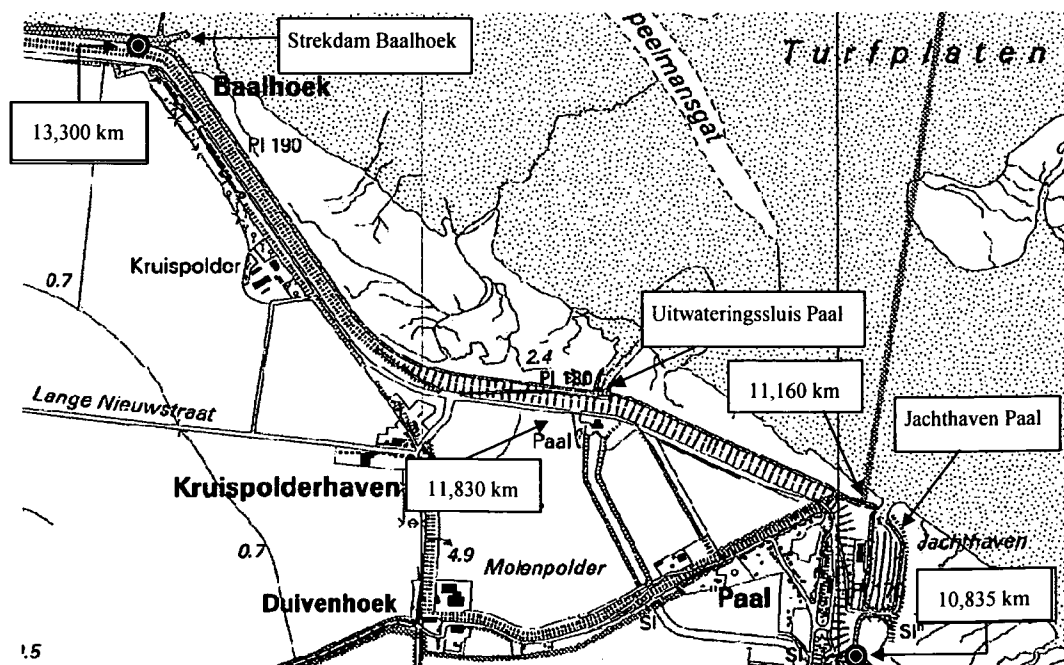 Strekdam Baalhoek
Turfplaten
peelmansgat
Baalhoek
13,300 km
Pl 190
Kruispolder
0.7
Uitwateringssluis Paal
2.4
Pl 180
11,160 km
Lange Nieuwstraat
Jachthaven Paal
Paal
Kruispolderhaven
11,830 km
Jachthaven
0.7
4.9
Molenpolder
10,835 km
Duivenhoek
Paal
Sl
Sl
Sl
1.5